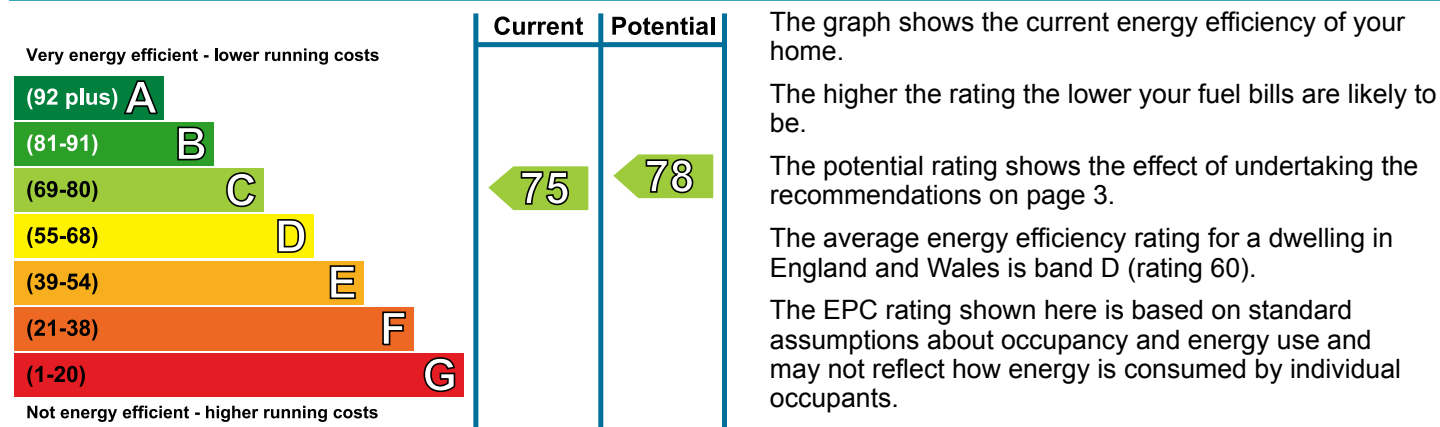 Current Potential
Very energy efficient - lower running costs
(92 plus) A
(81-91) B
(69-80) C
(55-68) D
(39-54) E
(21-38) F
(1-20) G
Not energy efficient - higher running costs
75
78
The graph shows the current energy efficiency of your
home.
The higher the rating the lower your fuel bills are likely to
be.
The potential rating shows the effect of undertaking the
recommendations on page 3.
The average energy efficiency rating for a dwelling in
England and Wales is band D (rating 60).
The EPC rating shown here is based on standard
assumptions about occupancy and energy use and
may not reflect how energy is consumed by individual
occupants.